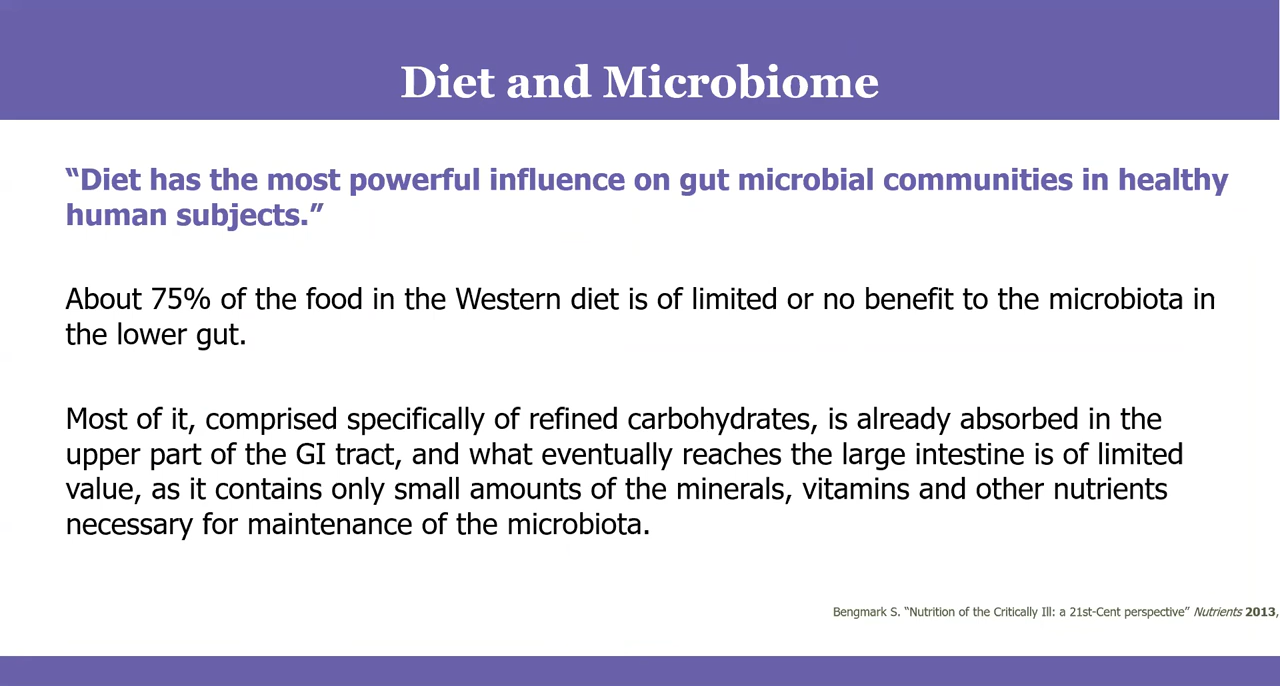 Diet and Microbiome
“Diet has the most powerful influence on gut microbial communities in healthy
human subjects.”
About 75% of the food in the Western diet is of limited or no benefit to the microbiota in
the lower gut.
Most of it, comprised specifically of refined carbohydrates, is already absorbed in the
upper part of the GI tract, and what eventually reaches the large intestine is of limited
value, as it contains only small amounts of the minerals, vitamins and other nutrients
necessary for maintenance of the microbiota.
Bengmark S. “Nutrition of the Critically Ill: a 21st-Cent perspective” Nutrients 2013,